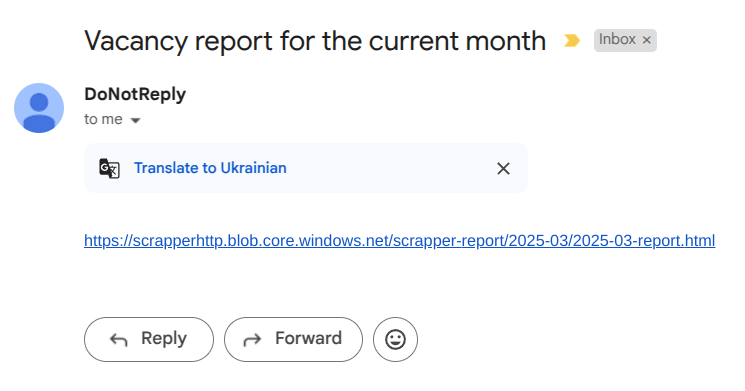 Vacancy report for the current month Inbox ×
DoNotReply
to me
Translate to Ukrainian
https://scrapperhttp.blob.core.windows.net/scrapper-report/2025-03/2025-03-report.html
Reply Forward